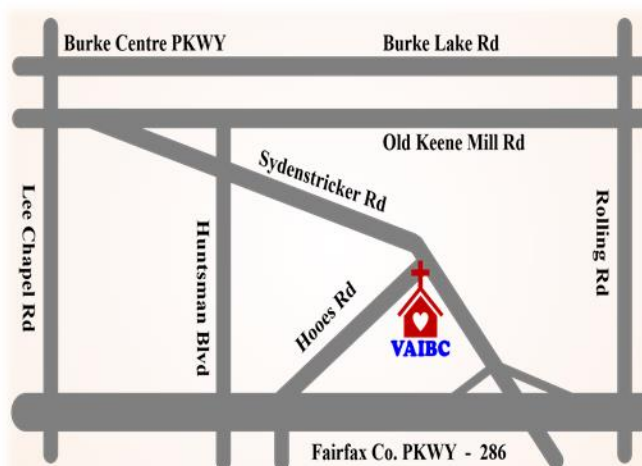 Burke Centre PKWY
Burke Lake Rd
Old Keene Mill Rd
Sydenstricker Rd
Lee Chapel Rd
Huntsman Blvd
Rolling Rd
Hooes Rd
VAIBC
Fairfax Co. PKWY - 286